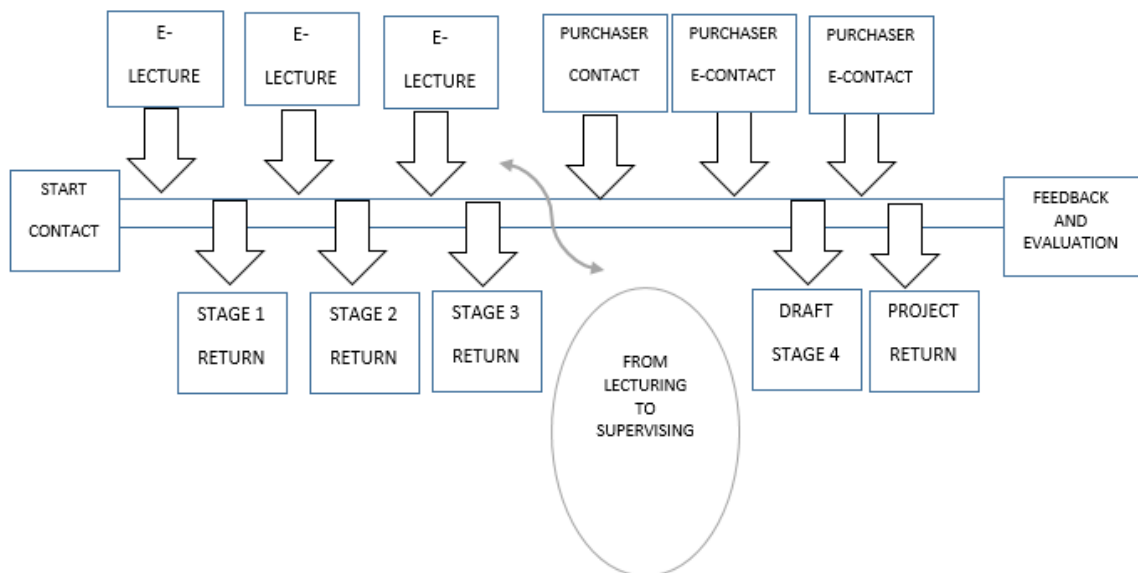 E-
LECTURE
E-
LECTURE
E-
LECTURE
PURCHASER
CONTACT
PURCHASER
E-CONTACT
PURCHASER
E-CONTACT
START
CONTACT
FEEDBACK
AND
EVALUATION
STAGE 1
RETURN
STAGE 2
RETURN
STAGE 3
RETURN
FROM
LECTURING
TO
SUPERVISING
DRAFT
STAGE 4
PROJECT
RETURN